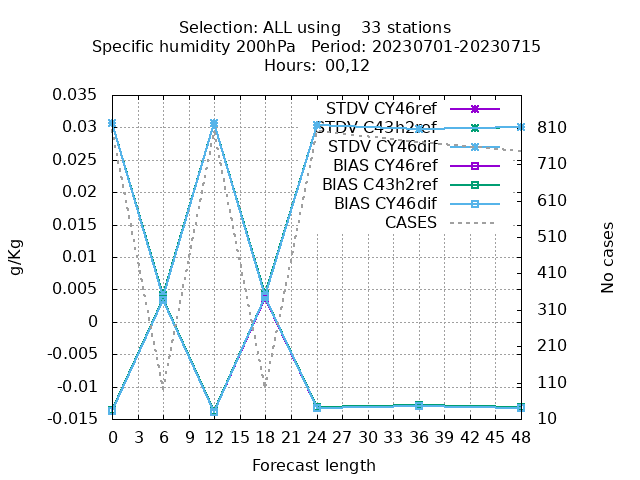 Selection: ALL using    33 stations
Specific humidity 200hPa   Period: 20230701-20230715
Hours: 00,12
0.035
0.03
0.025
0.02
0.015
0.01
0.005
0
-0.005
-0.01
-0.015
g/Kg
STDV CY46ref
STDV C43h2ref
STDV CY46dif
BIAS CY46ref
BIAS C43h2ref
BIAS CY46dif
CASES
810
710
610
510
410
310
210
110
10
No cases
0 3 6 9 12 15 18 21 24 27 30 33 36 39 42 45 48
Forecast length